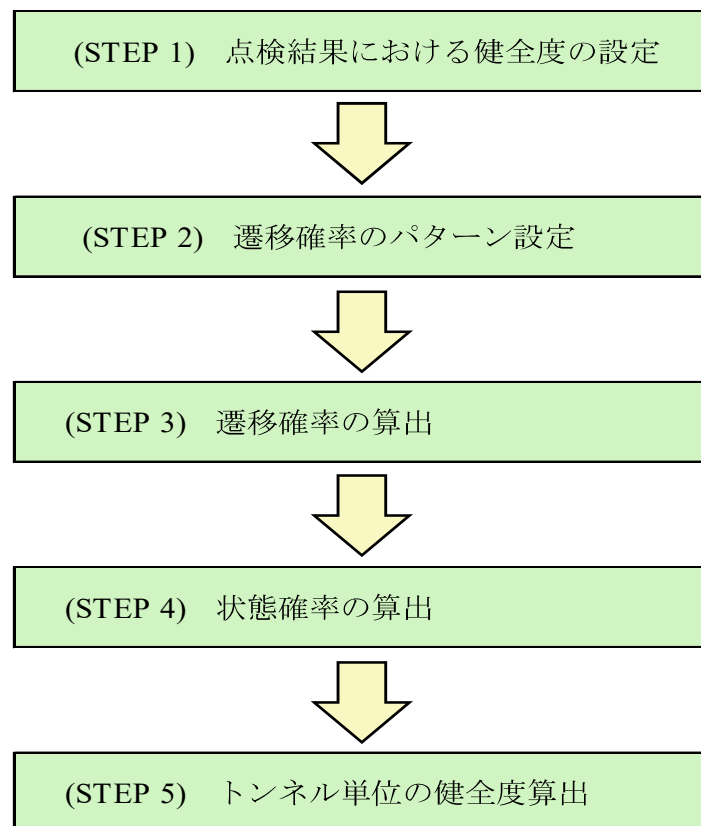 (STEP 1) 点検結果における健全度の設定
(STEP 2) 遷移確率のパターン設定
(STEP 3) 遷移確率の算出
(STEP 4) 状態確率の算出
(STEP 5) トンネル単位の健全度算出